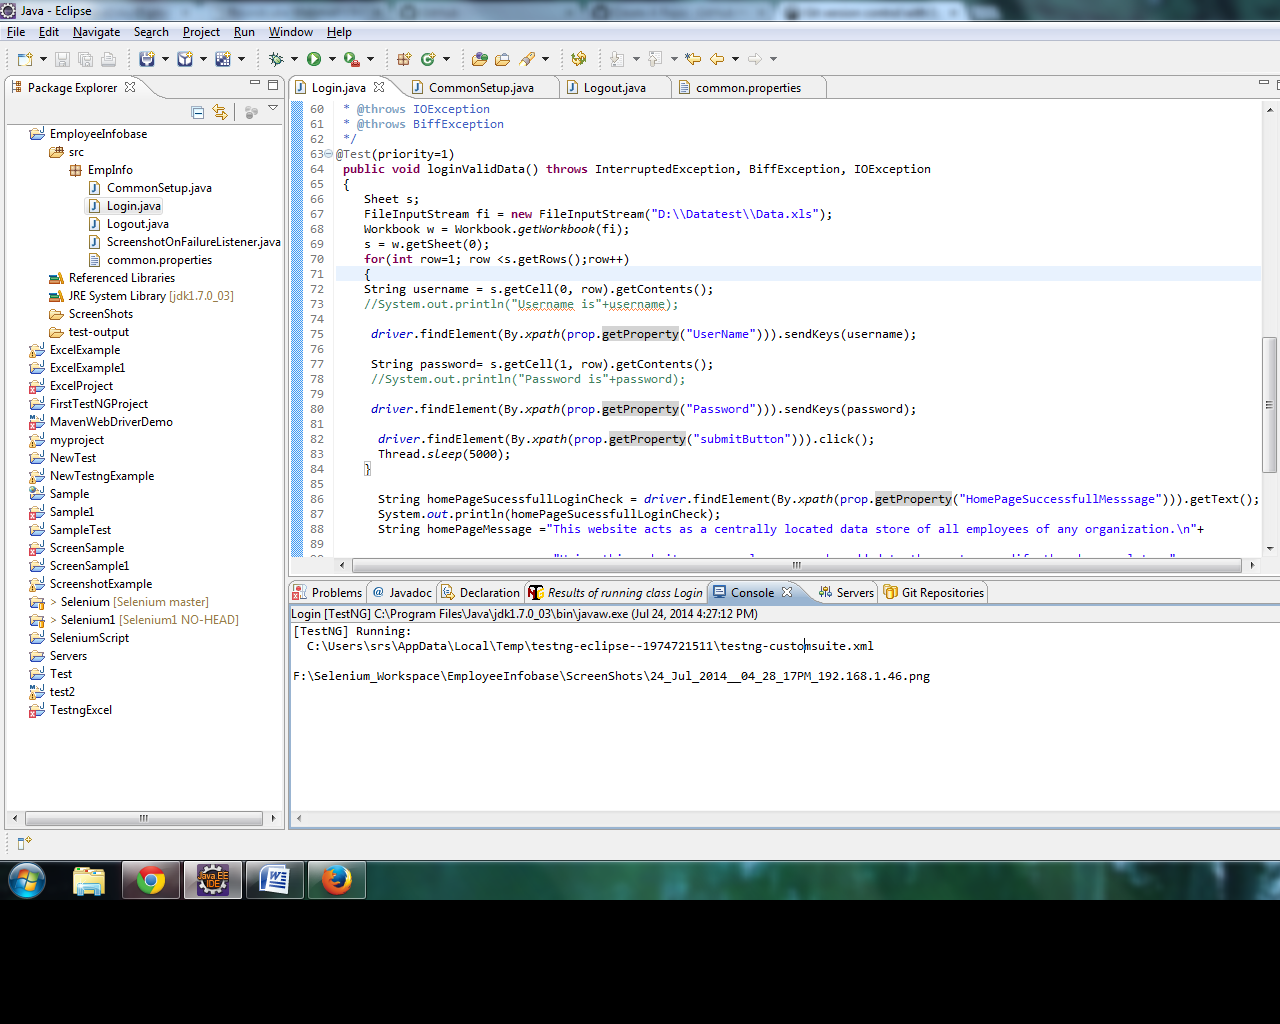 Java - Eclipse
File Edit Navigate Search Project Run Window Help
Package Explorer
Login.java CommonSetup.java Logout.java common.properties
EmployeeInfobase
src
EmpInfo
CommonSetup.java
Login.java
Logout.java
ScreenshotOnFailureListener.java
common.properties
Referenced Libraries
JRE System Library [jdk1.7.0_03]
ScreenShots
test-output
ExcelExample
ExcelExample1
ExcelProject
FirstTestNGProject
MavenWebDriverDemo
myproject
NewTest
NewTestngExample
Sample
Sample1
SampleTest
ScreenSample
ScreenSample1
ScreenshotExample
> Selenium [Selenium master]
> Selenium1 [Selenium1 NO-HEAD]
SeleniumScript
Servers
Test
test2
TestngExcel
60 * @throws IOException
61 * @throws BiffException
62 */
63 @Test(priority=1)
64 public void loginValidData() throws InterruptedException, BiffException, IOException
65 {
66 Sheet s;
67 FileInputStream fi = new FileInputStream("D:\\Datatest\\Data.xls");
68 Workbook w = Workbook.getWorkbook(fi);
69 s = w.getSheet(0);
70 for(int row=1; row <s.getRows();row++)
71 {
72 String username = s.getCell(0, row).getContents();
73 //System.out.println("Username is"+username);
74
75 driver.findElement(By.xpath(prop.getProperty("UserName"))).sendKeys(username);
76
77 String password= s.getCell(1, row).getContents();
78 //System.out.println("Password is"+password);
79
80 driver.findElement(By.xpath(prop.getProperty("Password"))).sendKeys(password);
81
82 driver.findElement(By.xpath(prop.getProperty("submitButton"))).click();
83 Thread.sleep(5000);
84 }
85
86 String homePageSucessfullLoginCheck = driver.findElement(By.xpath(prop.getProperty("HomePageSuccessfullMesssage"))).getText();
87 System.out.println(homePageSucessfullLoginCheck);
88 String homePageMessage ="This website acts as a centrally located data store of all employees of any organization.\n"+
89
Problems Javadoc Declaration Results of running class Login Console Servers Git Repositories
Login [TestNG] C:\Program Files\Java\jdk1.7.0_03\bin\javaw.exe (Jul 24, 2014 4:27:12 PM)
[TestNG] Running:
C:\Users\srs\AppData\Local\Temp\testng-eclipse--1974721511\testng-customsuite.xml
F:\Selenium_Workspace\EmployeeInfobase\ScreenShots\24_Jul_2014__04_28_17PM_192.168.1.46.png
Java EE
IDE